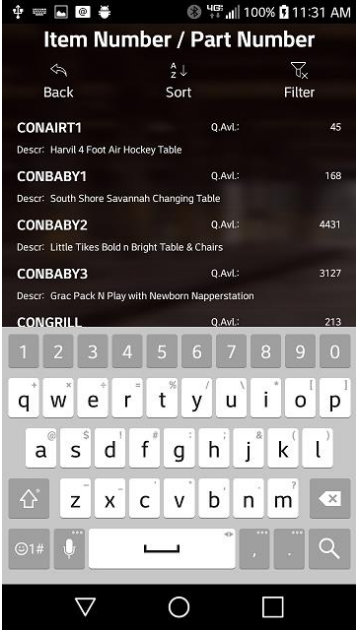 4G 100% 11:31 AM
Item Number / Part Number
Back Sort Filter
CONAIRT1 Q.Avl.: 45
Descr: Harvil 4 Foot Air Hockey Table
CONBABY1 Q.Avl.: 168
Descr: South Shore Savannah Changing Table
CONBABY2 Q.Avl.: 4431
Descr: Little Tikes Bold n Bright Table & Chairs
CONBABY3 Q.Avl.: 3127
Descr: Grac Pack N Play with Newborn Napperstation
CONGRILL Q.Avl.: 213
1 2 3 4 5 6 7 8 9 0
q w e r t y u i o p
a s d f g h j k l
z x c v b n m
1# , .